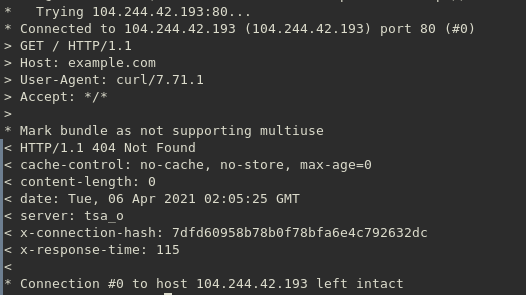 *   Trying 104.244.42.193:80...
* Connected to 104.244.42.193 (104.244.42.193) port 80 (#0)
> GET / HTTP/1.1
> Host: example.com
> User-Agent: curl/7.71.1
> Accept: */*
>
* Mark bundle as not supporting multiuse
< HTTP/1.1 404 Not Found
< cache-control: no-cache, no-store, max-age=0
< content-length: 0
< date: Tue, 06 Apr 2021 02:05:25 GMT
< server: tsa_o
< x-connection-hash: 7dfd60958b78b0f78bfa6e4c792632dc
< x-response-time: 115
<
* Connection #0 to host 104.244.42.193 left intact